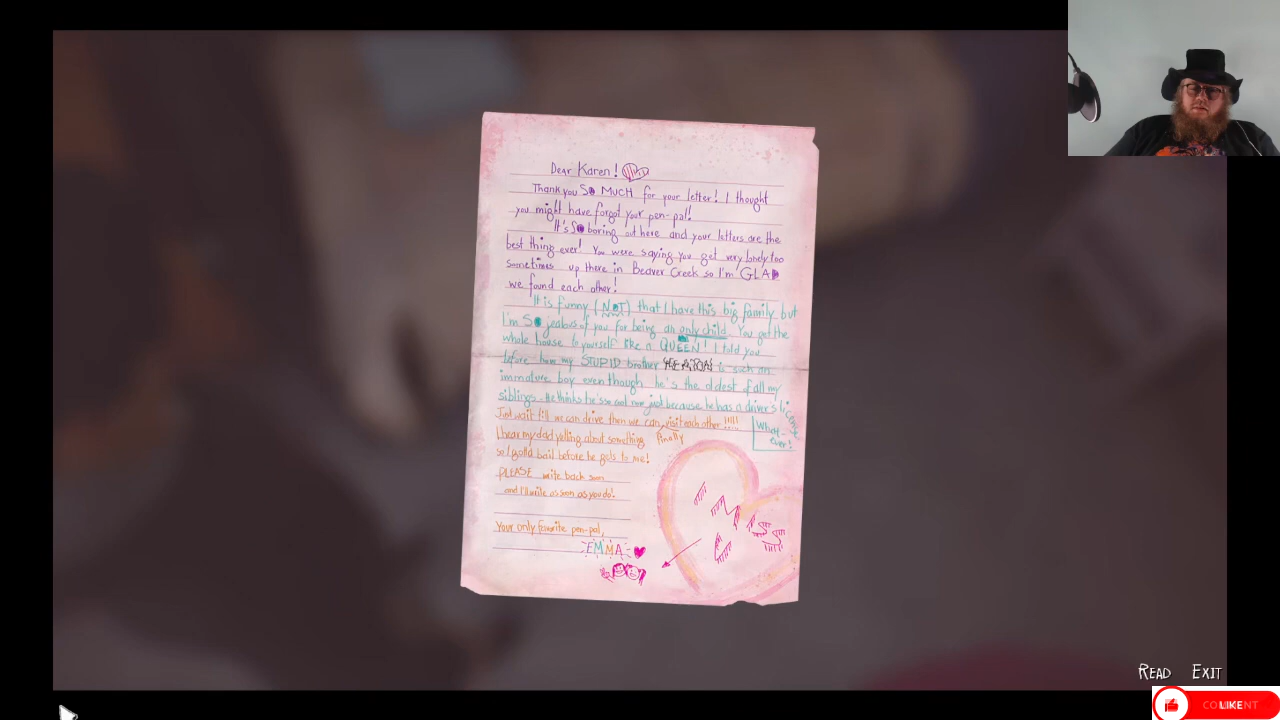 Dear Karen!
Thank you SO MUCH for your letter! I thought
you might have forgot your pen-pal!
It's SO boring out here and your letters are the
best thing ever! You were saying you get very lonely too
sometimes up there in Beaver Creek so I'm GLAD
we found each other!
It is funny (NOT) that I have this big family but
I'm SO jealous of you for being an only child. You get the
whole house to yourself like a QUEEN! I told you
before how my STUPID brother is such an
immature boy even though he's the oldest of all my
siblings. He thinks he's so cool now just because he has a driver's license
What-
ever!
Just wait till we can drive, then we can visit each other !!!!!
finally
I hear my dad yelling about something
so I gotta bail before he gets to me!
PLEASE write back soon
and I'll write as soon as you do!
Your only favorite pen-pal,
EMMA
READ EXIT
LIKE